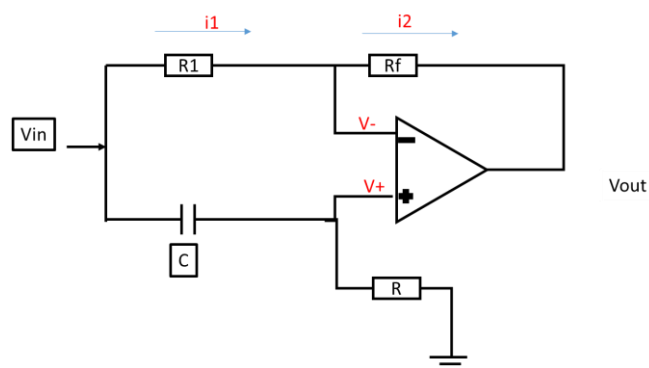 i1 i2
R1 Rf
Vin
V-
V+
Vout
C
R